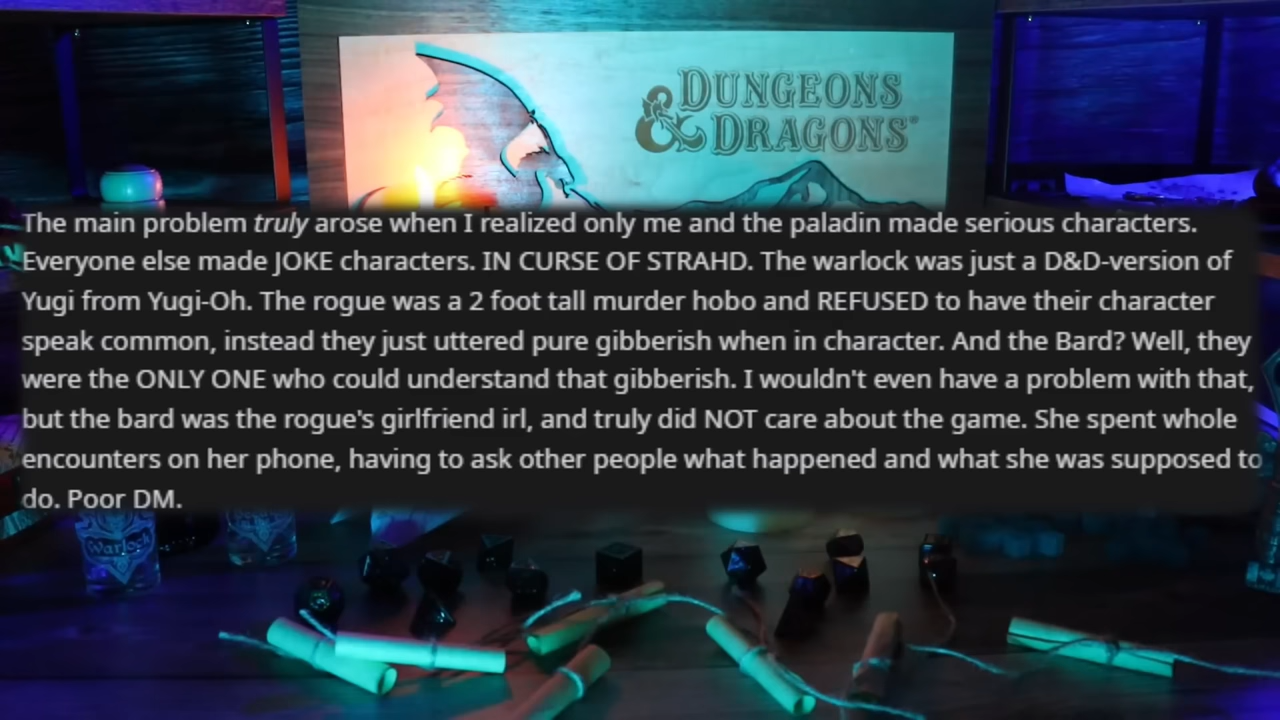 DUNGEONS
& DRAGONS®
The main problem truly arose when I realized only me and the paladin made serious characters.
Everyone else made JOKE characters. IN CURSE OF STRAHD. The warlock was just a D&D-version of
Yugi from Yugi-Oh. The rogue was a 2 foot tall murder hobo and REFUSED to have their character
speak common, instead they just uttered pure gibberish when in character. And the Bard? Well, they
were the ONLY ONE who could understand that gibberish. I wouldn't even have a problem with that,
but the bard was the rogue's girlfriend irl, and truly did NOT care about the game. She spent whole
encounters on her phone, having to ask other people what happened and what she was supposed to
do. Poor DM.
Warlock